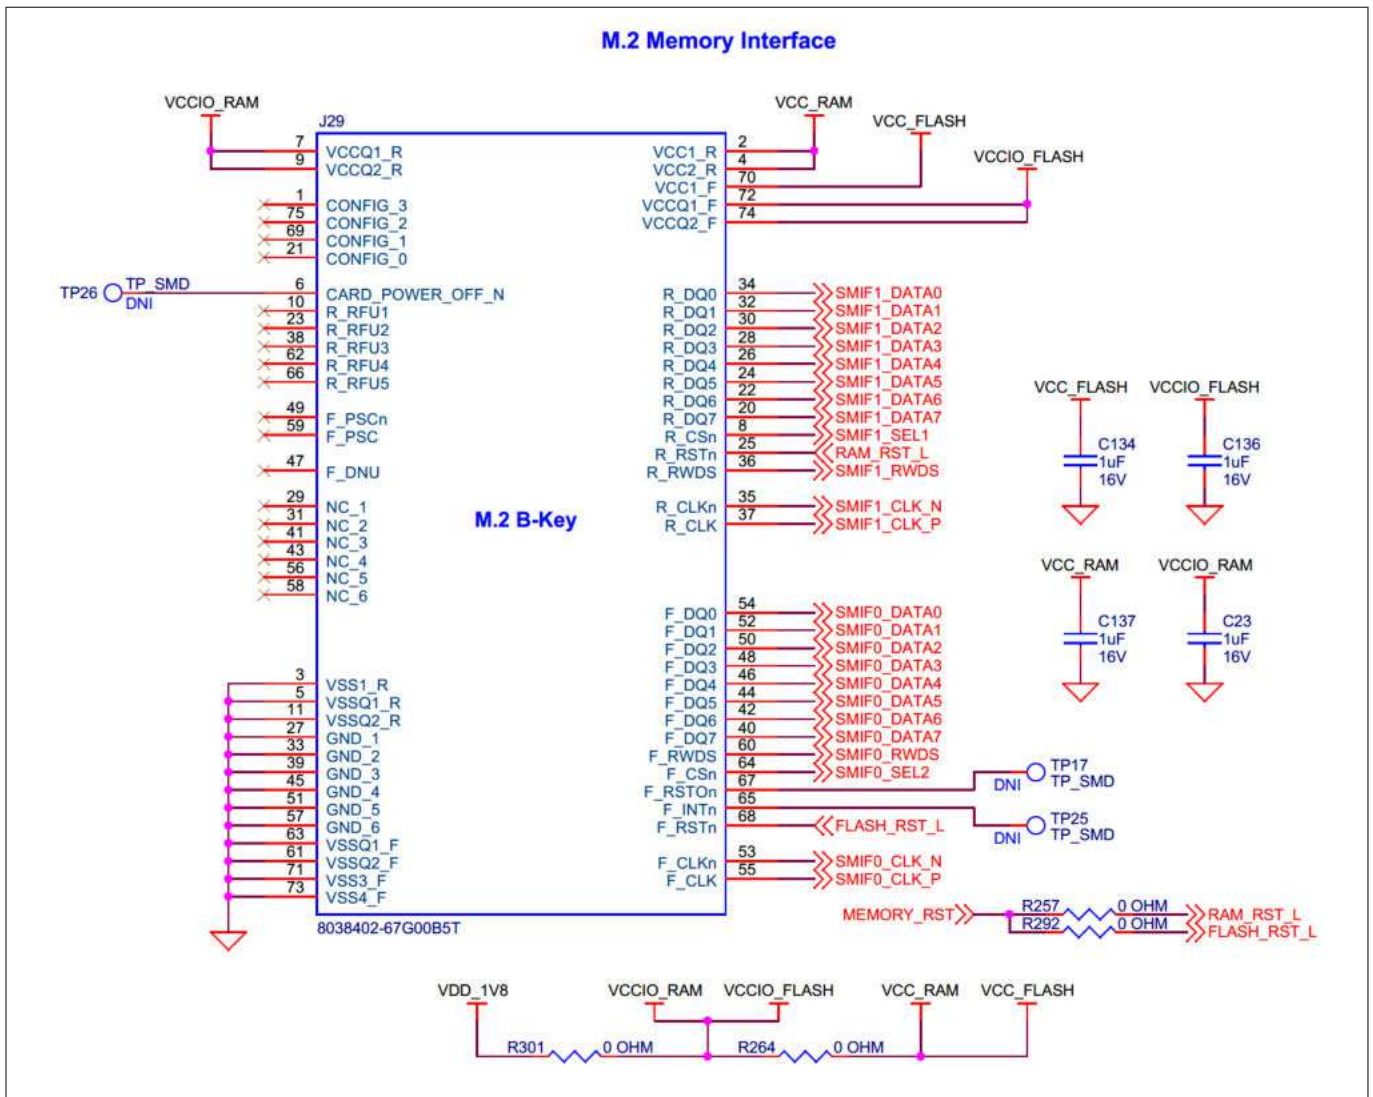 M.2 Memory Interface
VCCIO_RAM
VCC_RAM
VCC_FLASH
VCCIO_FLASH
J29
7 VCCQ1_R
9 VCCQ2_R
1 CONFIG_3
75 CONFIG_2
69 CONFIG_1
21 CONFIG_0
TP26 TP_SMD 6 CARD_POWER_OFF_N
DNI
10 R_RFU1
23 R_RFU2
38 R_RFU3
62 R_RFU4
66 R_RFU5
49 F_PSCn
59 F_PSC
47 F_DNU
29 NC_1
31 NC_2
41 NC_3
43 NC_4
56 NC_5
58 NC_6
3 VSS1_R
5 VSSQ1_R
11 VSSQ2_R
27 GND_1
33 GND_2
39 GND_3
45 GND_4
51 GND_5
57 GND_6
63 VSSQ1_F
61 VSSQ2_F
71 VSS3_F
73 VSS4_F
M.2 B-Key
8038402-67G00B5T
VCC1_R 2
VCC2_R 4
VCC1_F 70
VCCQ1_F 72
VCCQ2_F 74
R_DQ0 34 SMIF1_DATA0
R_DQ1 32 SMIF1_DATA1
R_DQ2 30 SMIF1_DATA2
R_DQ3 28 SMIF1_DATA3
R_DQ4 26 SMIF1_DATA4
R_DQ5 24 SMIF1_DATA5
R_DQ6 22 SMIF1_DATA6
R_DQ7 20 SMIF1_DATA7
R_CSn 8 SMIF1_SEL1
R_RSTn 25 RAM_RST_L
R_RWDS 36 SMIF1_RWDS
R_CLKn 35 SMIF1_CLK_N
R_CLK 37 SMIF1_CLK_P
F_DQ0 54 SMIF0_DATA0
F_DQ1 52 SMIF0_DATA1
F_DQ2 50 SMIF0_DATA2
F_DQ3 48 SMIF0_DATA3
F_DQ4 46 SMIF0_DATA4
F_DQ5 44 SMIF0_DATA5
F_DQ6 42 SMIF0_DATA6
F_DQ7 40 SMIF0_DATA7
F_RWDS 60 SMIF0_RWDS
F_CSn 64 SMIF0_SEL2
F_RSTOn 67 DNI TP17
TP_SMD
F_INTn 65 DNI TP25
TP_SMD
F_RSTn 68 FLASH_RST_L
F_CLKn 53 SMIF0_CLK_N
F_CLK 55 SMIF0_CLK_P
VCC_FLASH
C134
1uF
16V
VCCIO_FLASH
C136
1uF
16V
VCC_RAM
C137
1uF
16V
VCCIO_RAM
C23
1uF
16V
MEMORY_RST R257 0 OHM RAM_RST_L
R292 0 OHM FLASH_RST_L
VDD_1V8 VCCIO_RAM VCCIO_FLASH VCC_RAM VCC_FLASH
R301 0 OHM R264 0 OHM